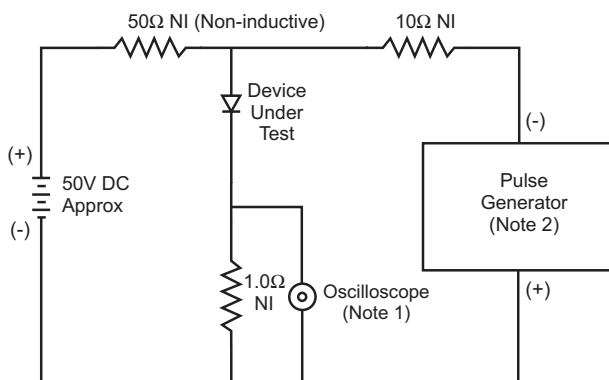 50Ω NI (Non-inductive)
10Ω NI
Device
Under
Test
(+)
50V DC
Approx
(-)
(-)
Pulse
Generator
(Note 2)
(+)
1.0Ω
NI
Oscilloscope
(Note 1)